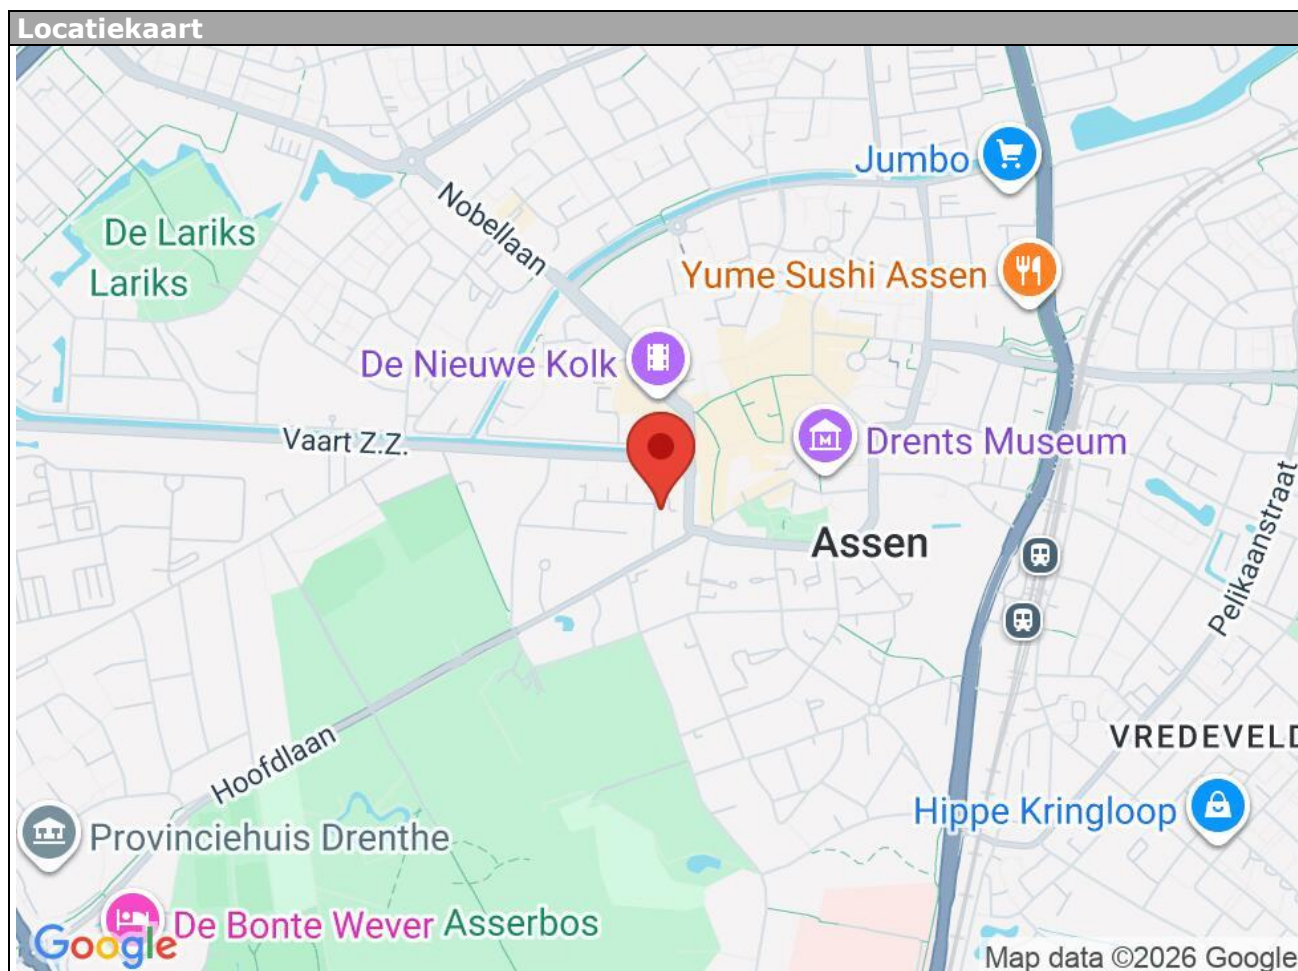 Locatiekaart
Jumbo
Nobellaan
De Lariks
Lariks
Yume Sushi Assen
De Nieuwe Kolk
Vaart Z.Z.
M
Drents Museum
Assen
Pelikaanstraat
VREDEVELD
Hoofdlaan
Hippe Kringloop
Provinciehuis Drenthe
De Bonte Wever
Asserbos
Google
Map data ©2026 Google